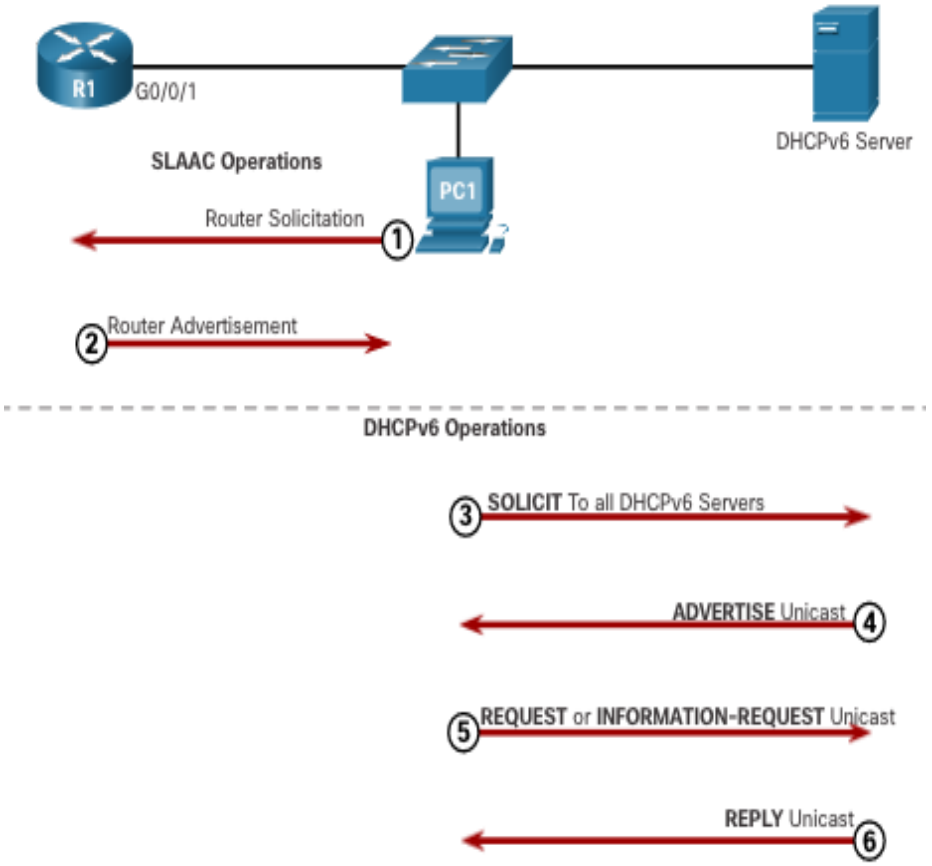 R1
G0/0/1
DHCPv6 Server
SLAAC Operations
PC1
Router Solicitation
1
Router Advertisement
2
DHCPv6 Operations
3
SOLICIT To all DHCPv6 Servers
ADVERTISE Unicast
4
REQUEST or INFORMATION-REQUEST Unicast
5
REPLY Unicast
6